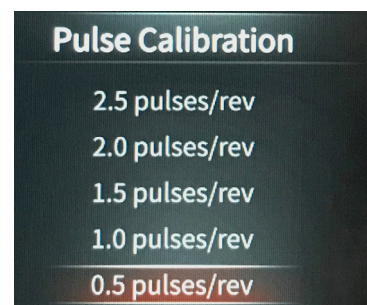 Pulse Calibration
2.5 pulses/rev
2.0 pulses/rev
1.5 pulses/rev
1.0 pulses/rev
0.5 pulses/rev